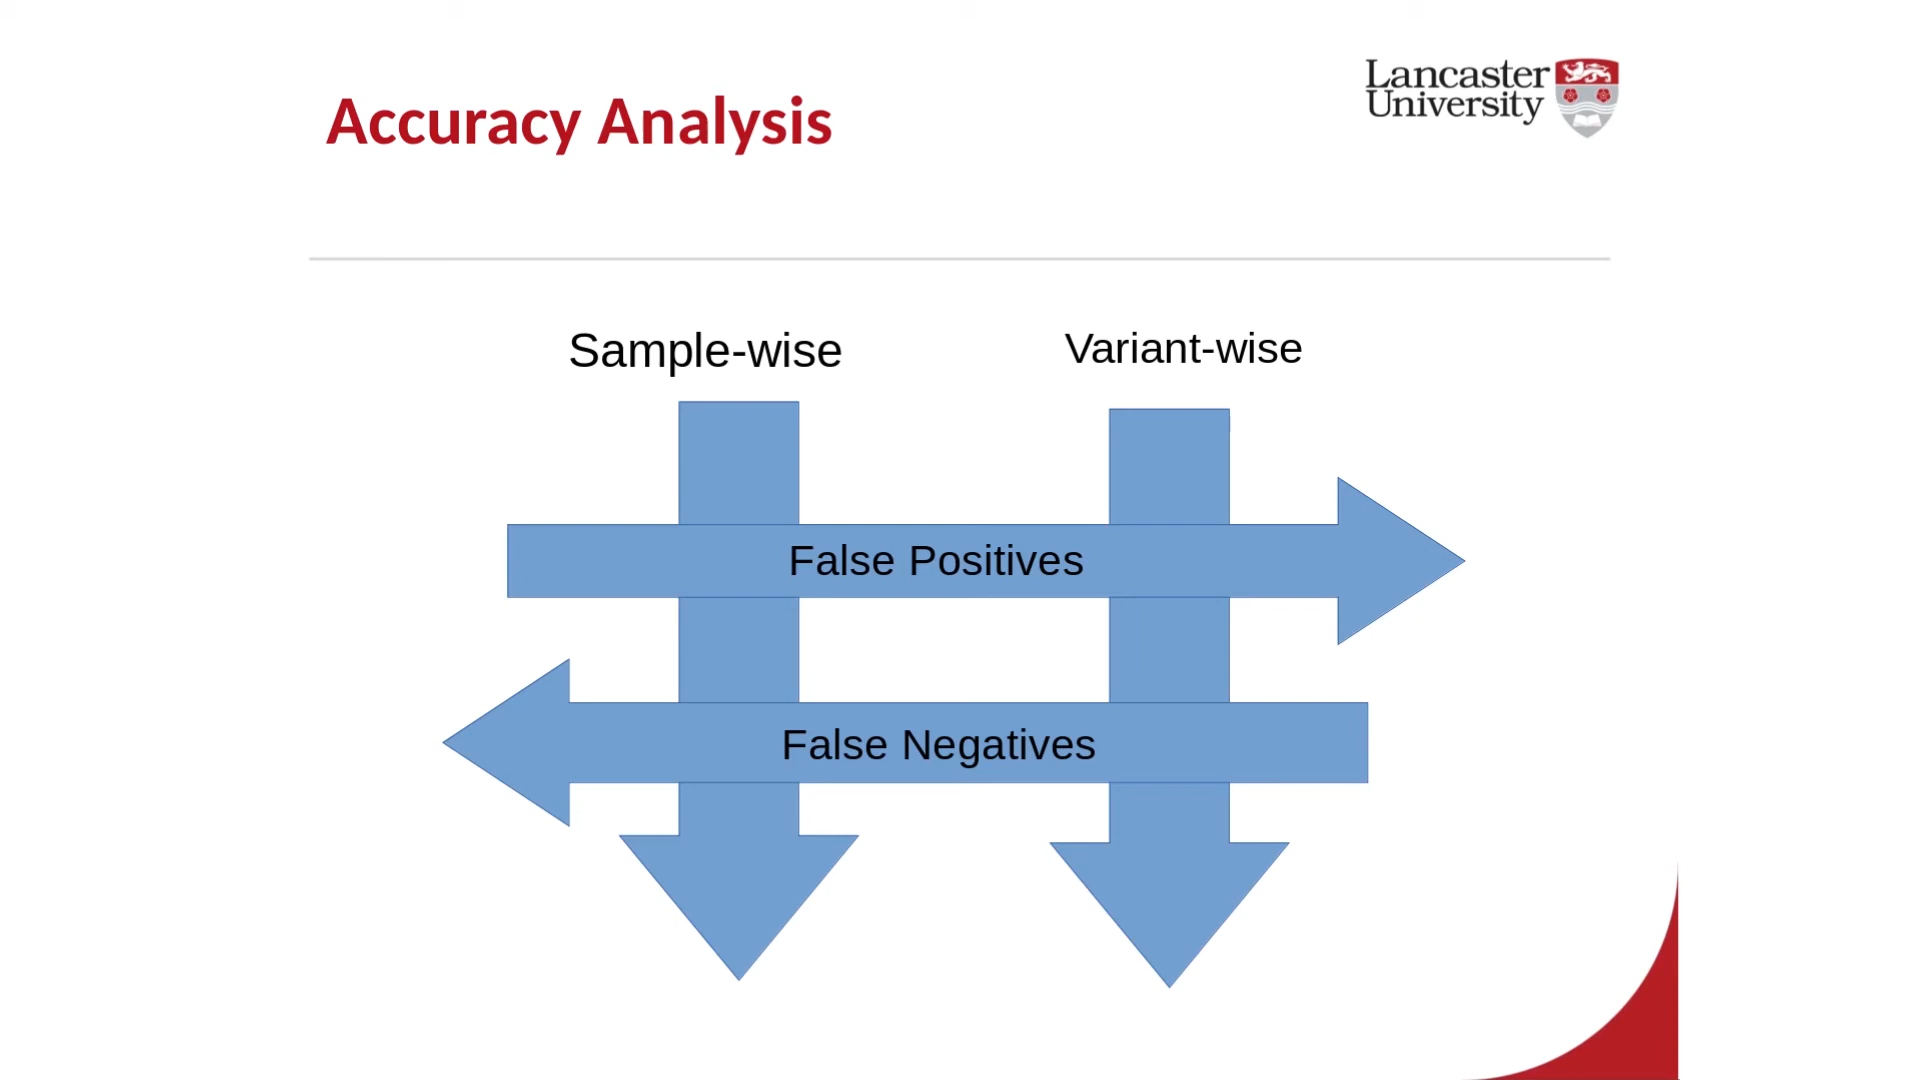 Accuracy Analysis
Lancaster
University
Sample-wise
Variant-wise
False Positives
False Negatives